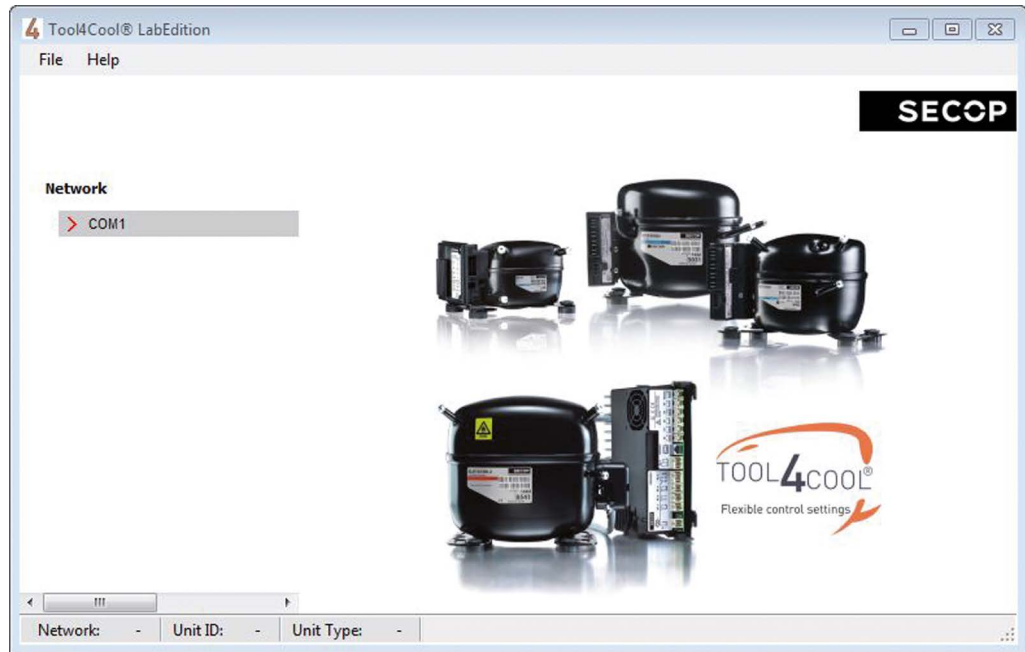 Tool4Cool® LabEdition
File Help
SECOP
Network
COM1
TOOL4COOL®
Flexible control settings
Network: - Unit ID: - Unit Type: -